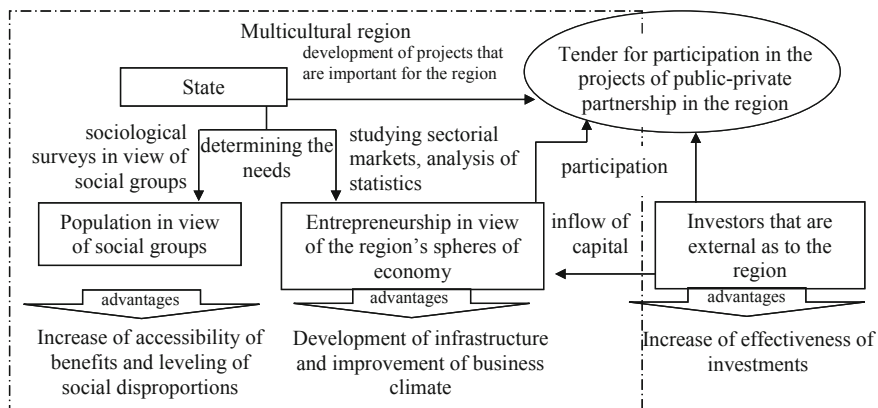 Multicultural region
development of projects that
are important for the region
Tender for participation in the
projects of public-private
partnership in the region
State
sociological
surveys in view of
social groups
determining the
needs
studying sectorial
markets, analysis of
statistics
participation
Population in view
of social groups
Entrepreneurship in view
of the region's spheres of
economy
inflow of
capital
Investors that are
external as to the
region
advantages
advantages
advantages
Increase of accessibility of
benefits and leveling of
social disproportions
Development of infrastructure
and improvement of business
climate
Increase of effectiveness of
investments